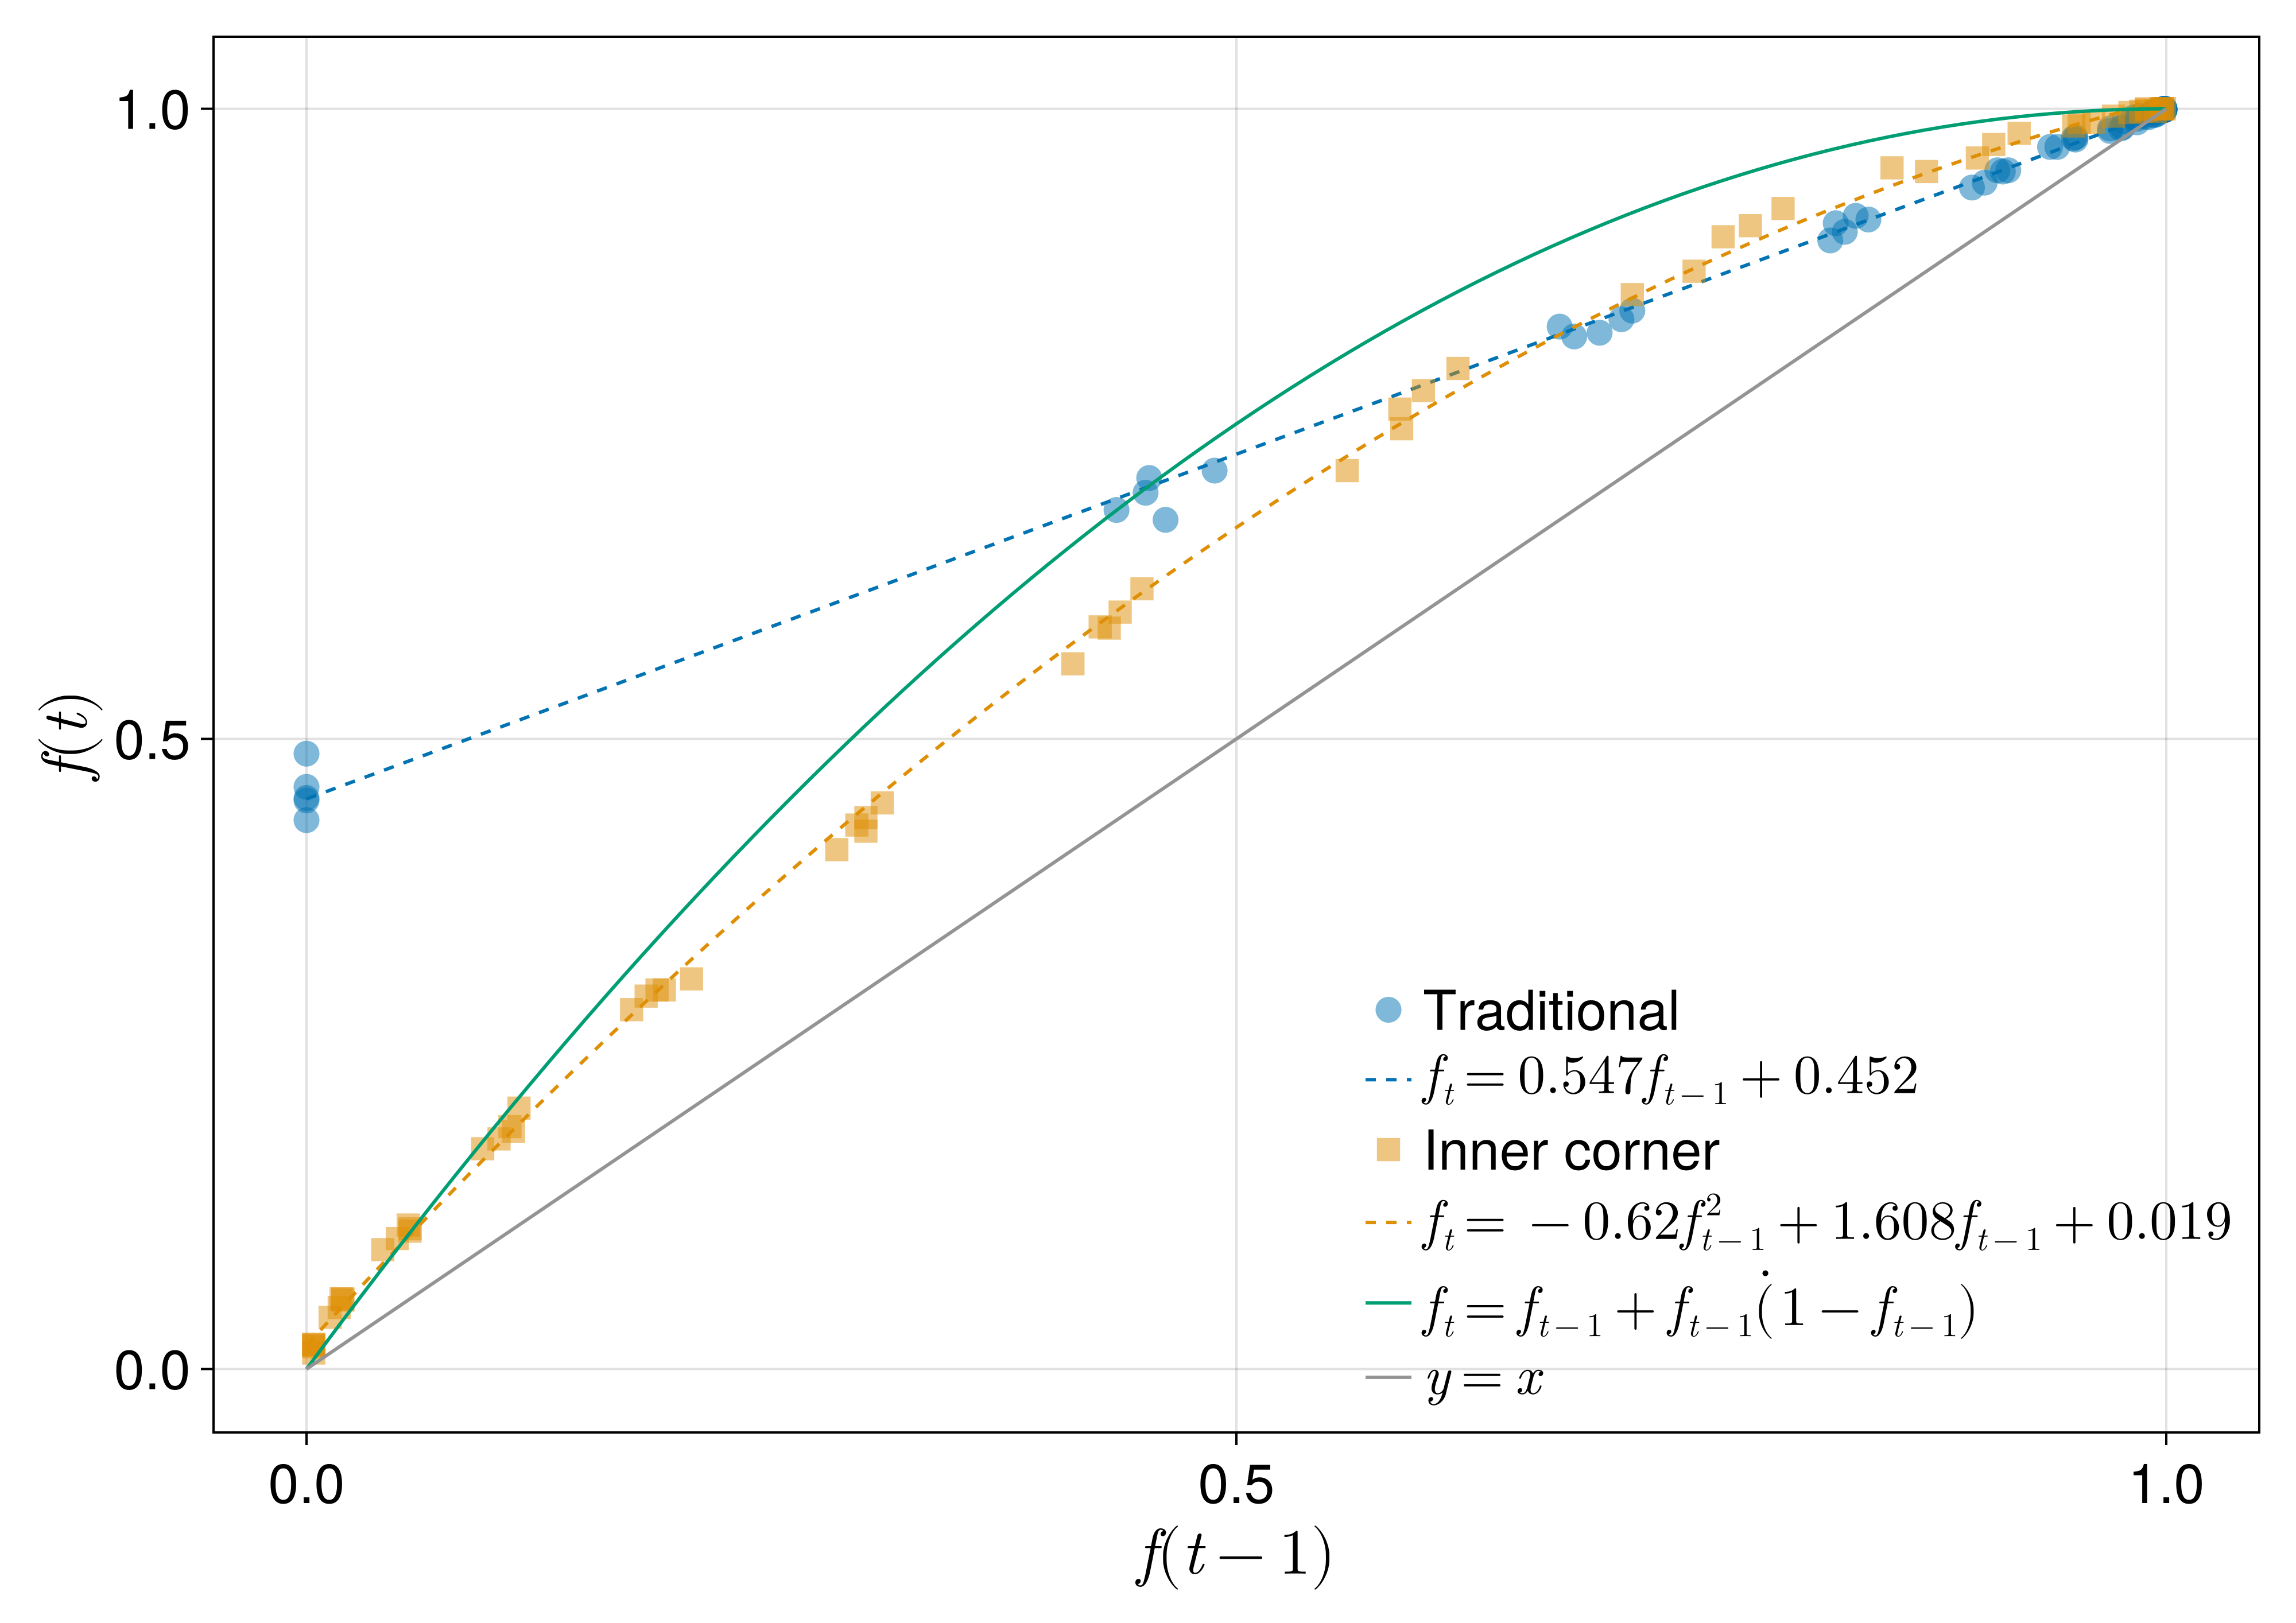 1.0
0.5
0.0
f(t)
0.0 0.5 1.0
f(t − 1)
Traditional
f_t = 0.547f_{t−1} + 0.452
Inner corner
f_t = −0.62f_{t−1}^2 + 1.608f_{t−1} + 0.019
f_t = f_{t−1} + f_{t−1}(̇1 − f_{t−1})
y = x